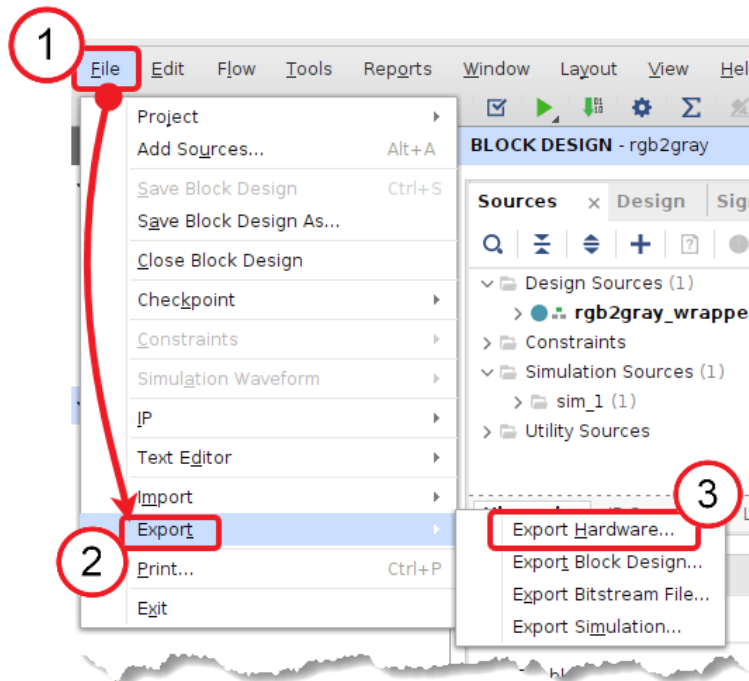 1
File Edit Flow Tools Reports Window Layout View Hel
Project
Add Sources... Alt+A
Save Block Design Ctrl+S
Save Block Design As...
Close Block Design
Checkpoint
Constraints
Simulation Waveform
IP
Text Editor
Import
Export
2
Print... Ctrl+P
Exit
BLOCK DESIGN - rgb2gray
Sources × Design Sig
Design Sources (1)
rgb2gray_wrappe
Constraints
Simulation Sources (1)
sim_1 (1)
Utility Sources
3
Export Hardware...
Export Block Design...
Export Bitstream File...
Export Simulation...